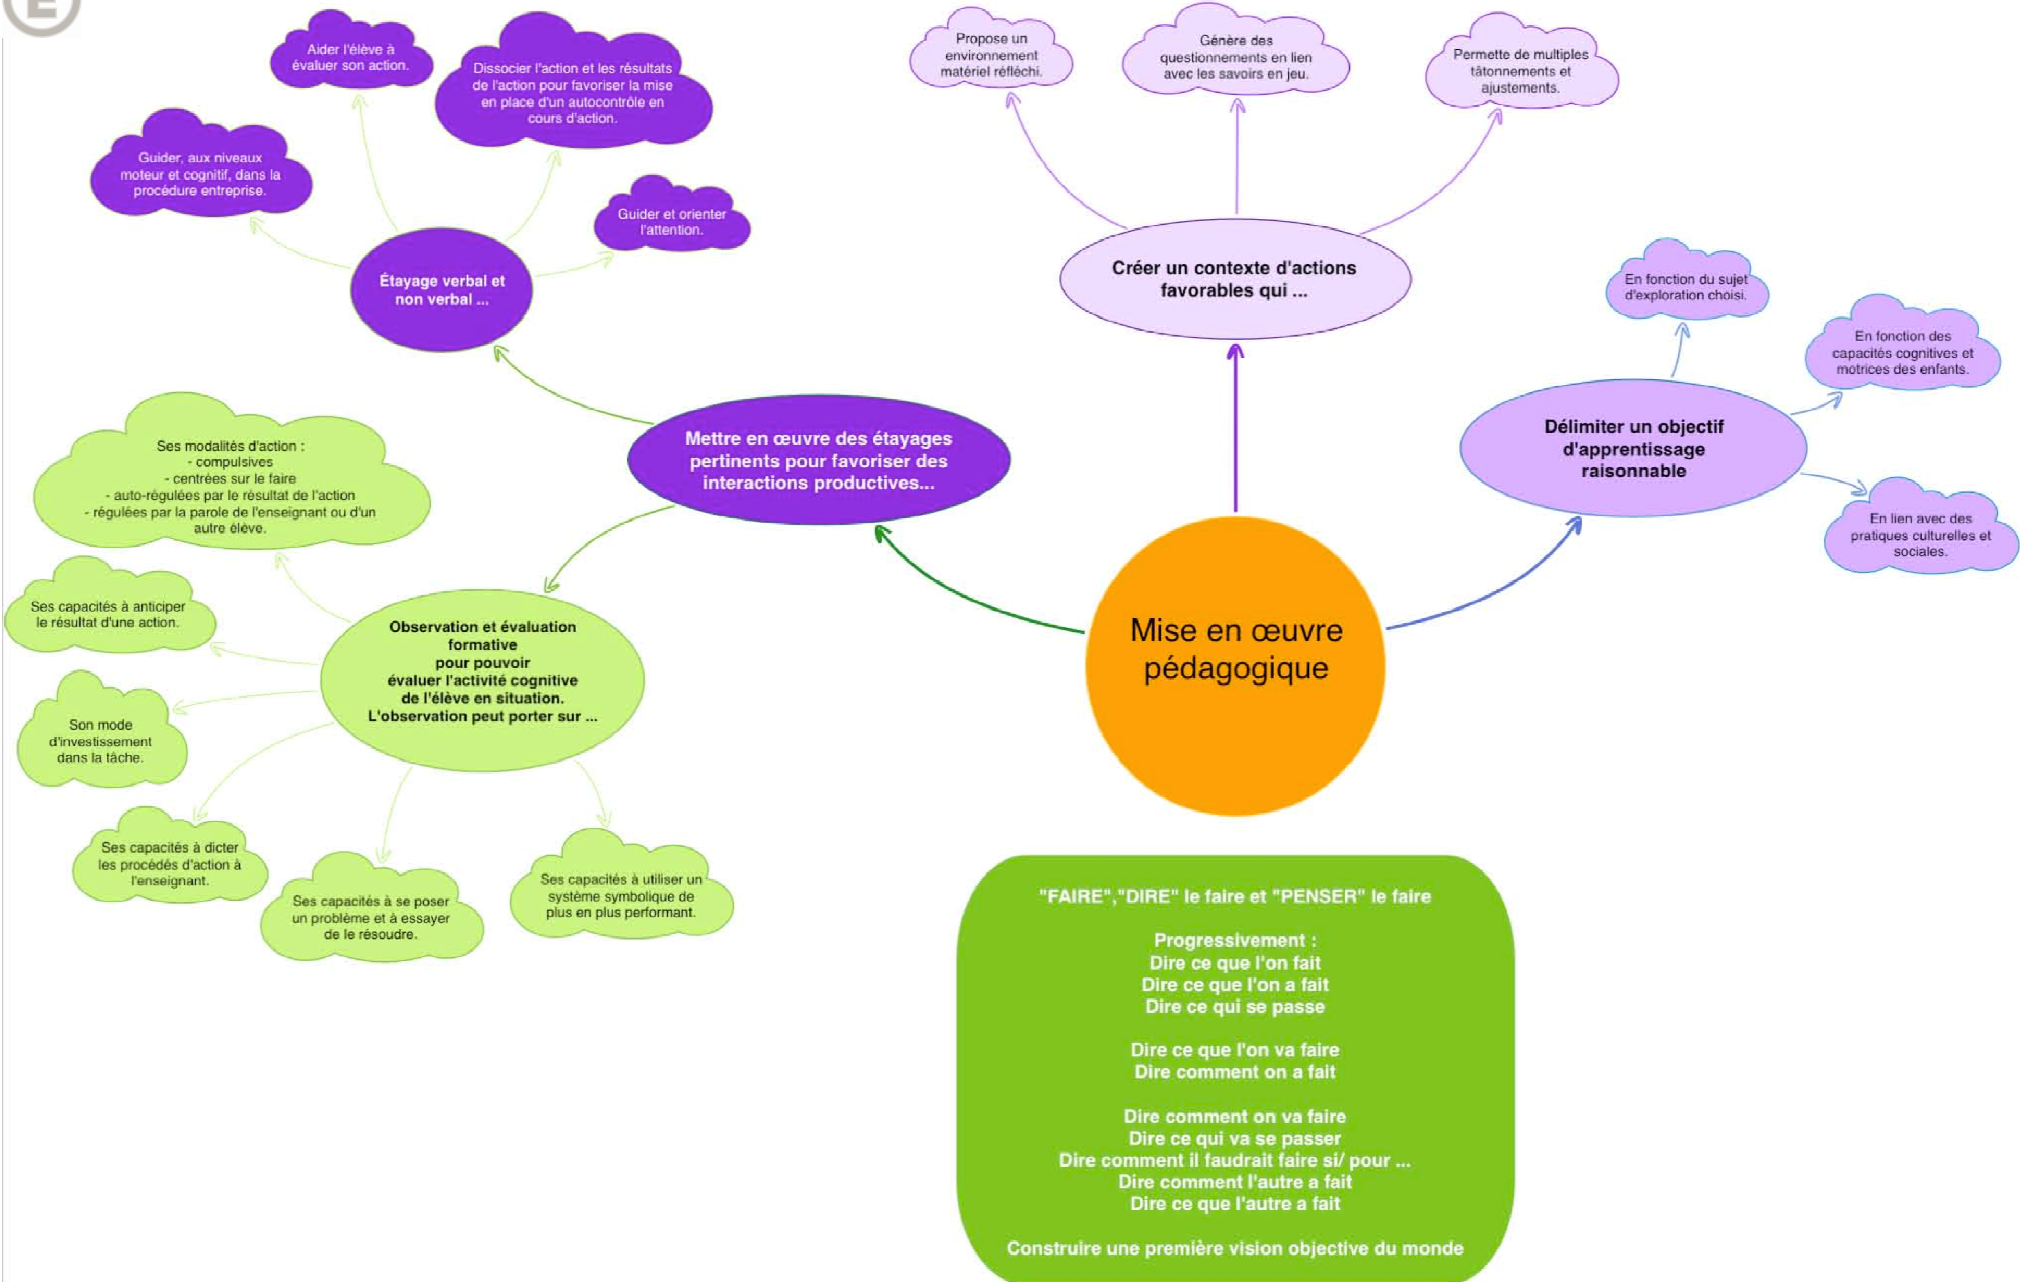 E
Aider l'élève à
évaluer son action.
Dissocier l'action et les résultats
de l'action pour favoriser la mise
en place d'un autocontrôle en
cours d'action.
Guider, aux niveaux
moteur et cognitif, dans la
procédure entreprise.
Guider et orienter
l'attention.
Étayage verbal et
non verbal ...
Propose un
environnement
matériel réfléchi.
Génère des
questionnements en lien
avec les savoirs en jeu.
Permette de multiples
tâtonnements et
ajustements.
Créer un contexte d'actions
favorables qui ...
En fonction du sujet
d'exploration choisi.
En fonction des
capacités cognitives et
motrices des enfants.
Délimiter un objectif
d'apprentissage
raisonnable
En lien avec des
pratiques culturelles et
sociales.
Mettre en œuvre des étayages
pertinents pour favoriser des
interactions productives...
Ses modalités d'action :
- compulsives
- centrées sur le faire
- auto-régulées par le résultat de l'action
- régulées par la parole de l'enseignant ou d'un
autre élève.
Ses capacités à anticiper
le résultat d'une action.
Observation et évaluation
formative
pour pouvoir
évaluer l'activité cognitive
de l'élève en situation.
L'observation peut porter sur ...
Son mode
d'investissement
dans la tâche.
Ses capacités à dicter
les procédés d'action à
l'enseignant.
Ses capacités à se poser
un problème et à essayer
de le résoudre.
Ses capacités à utiliser un
système symbolique de
plus en plus performant.
Mise en œuvre
pédagogique
"FAIRE","DIRE" le faire et "PENSER" le faire
Progressivement :
Dire ce que l'on fait
Dire ce que l'on a fait
Dire ce qui se passe
Dire ce que l'on va faire
Dire comment on a fait
Dire comment on va faire
Dire ce qui va se passer
Dire comment il faudrait faire si/ pour ...
Dire comment l'autre a fait
Dire ce que l'autre a fait
Construire une première vision objective du monde